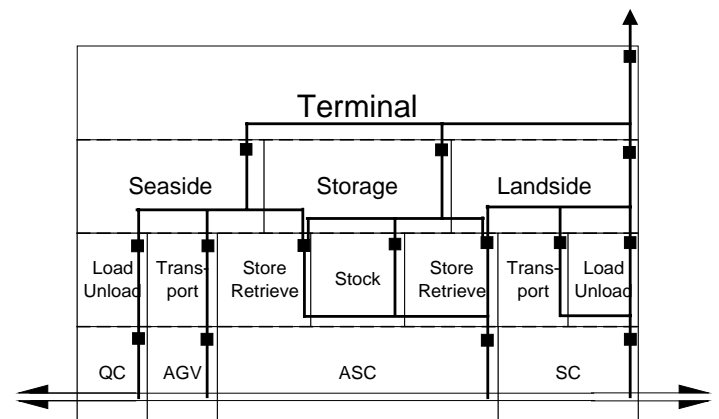 Terminal
Seaside
Storage
Landside
Load
Unload
Trans-
port
Store
Retrieve
Stock
Store
Retrieve
Trans-
port
Load
Unload
QC
AGV
ASC
SC